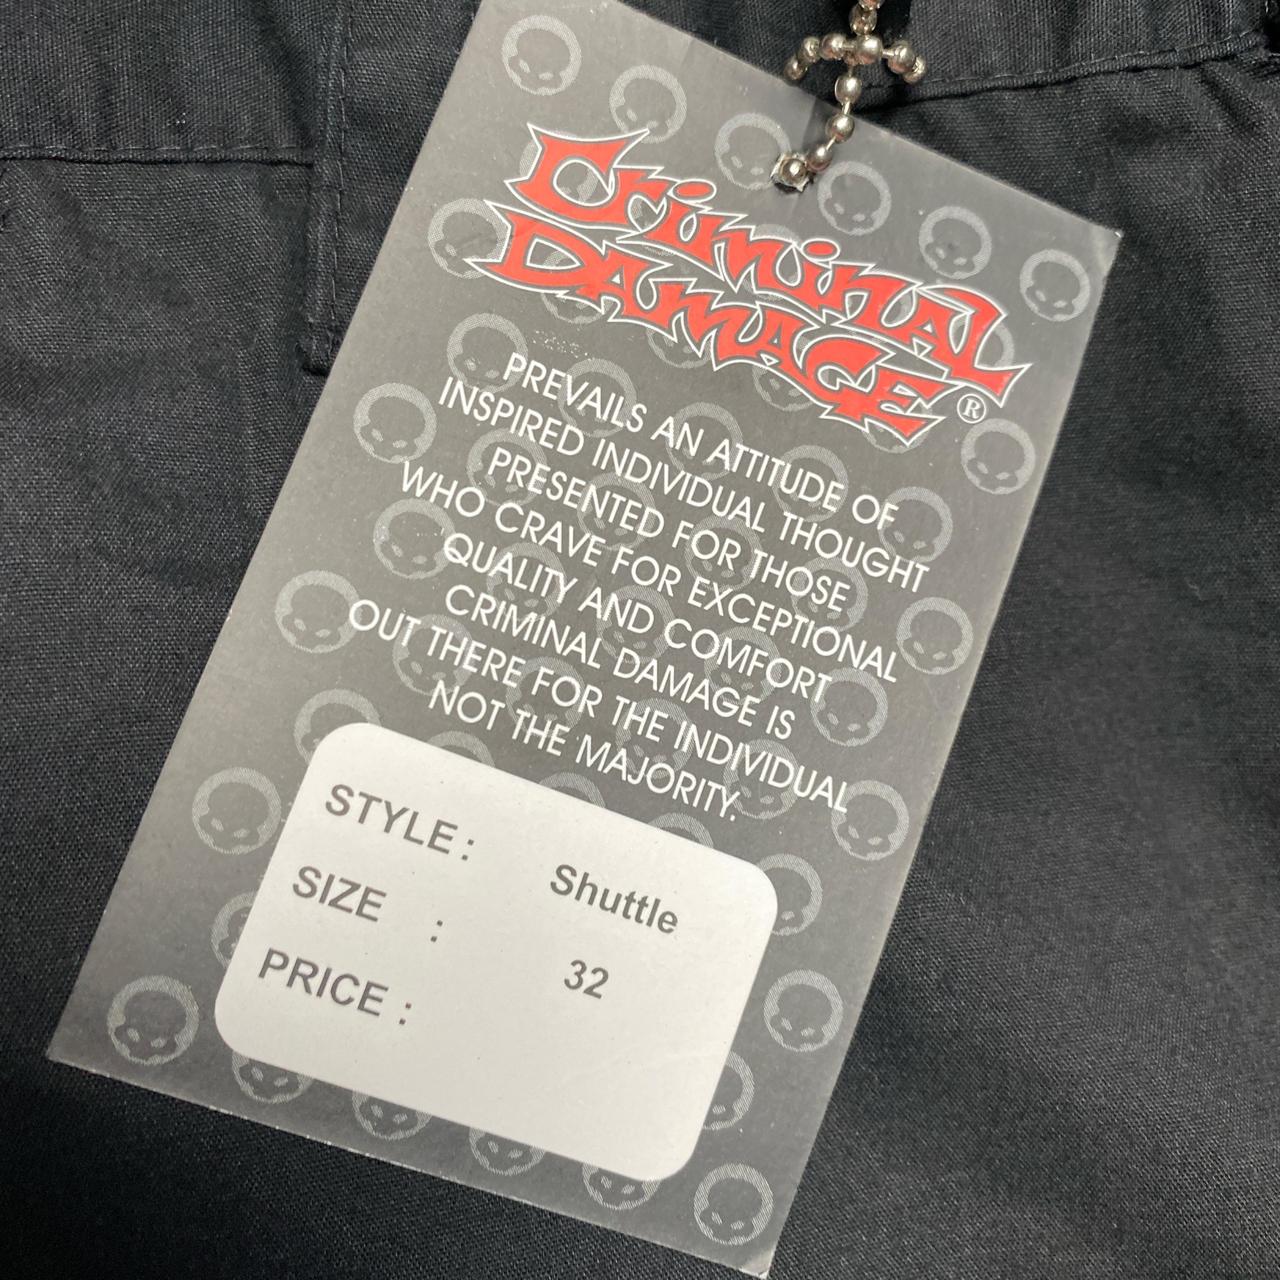 Criminal
Damage®
PREVAILS AN ATTITUDE OF
INSPIRED INDIVIDUAL THOUGHT
PRESENTED FOR THOSE
WHO CRAVE FOR EXCEPTIONAL
QUALITY AND COMFORT
CRIMINAL DAMAGE IS
OUT THERE FOR THE INDIVIDUAL
NOT THE MAJORITY.
STYLE: Shuttle
SIZE : 32
PRICE :